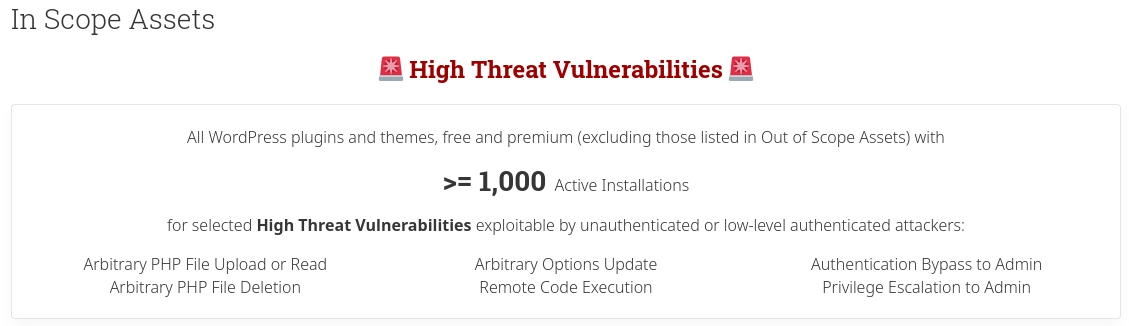 In Scope Assets
High Threat Vulnerabilities
All WordPress plugins and themes, free and premium (excluding those listed in Out of Scope Assets) with
>= 1,000 Active Installations
for selected High Threat Vulnerabilities exploitable by unauthenticated or low-level authenticated attackers:
Arbitrary PHP File Upload or Read
Arbitrary PHP File Deletion
Arbitrary Options Update
Remote Code Execution
Authentication Bypass to Admin
Privilege Escalation to Admin